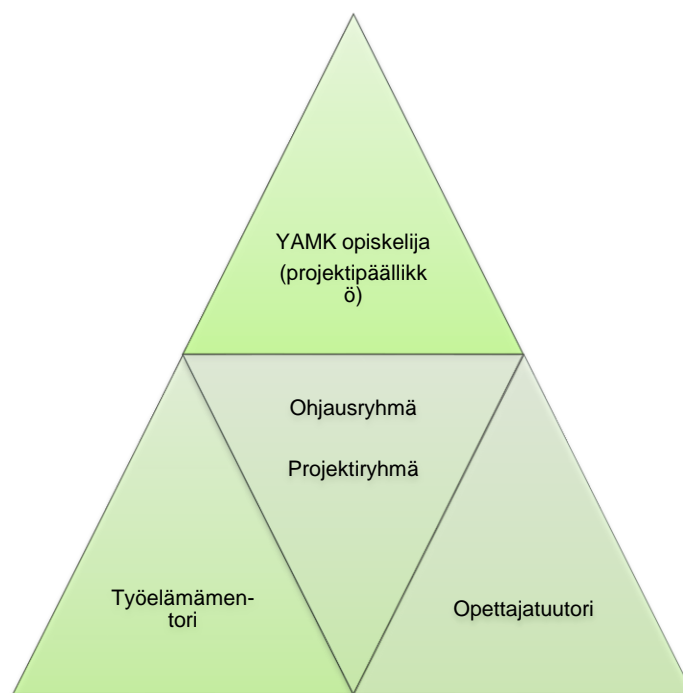 YAMK opiskelija
(projektipäällikk
ö)
Ohjausryhmä
Projektiryhmä
Työelämämen-
tori
Opettajatuutori